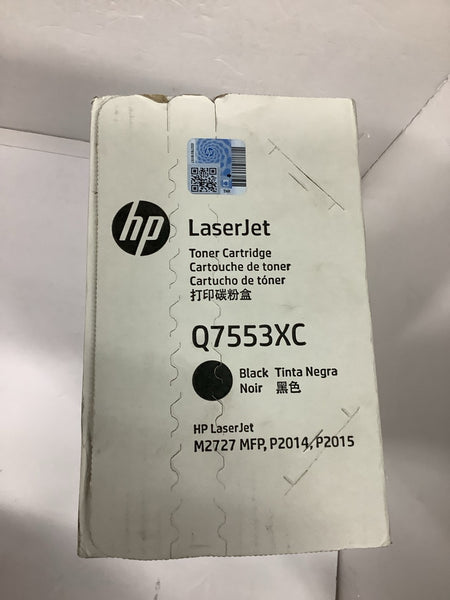 hp
LaserJet
Toner Cartridge
Cartouche de toner
Cartucho de tóner
打印碳粉盒
Q7553XC
Black Tinta Negra
Noir 黑色
HP LaserJet
M2727 MFP, P2014, P2015